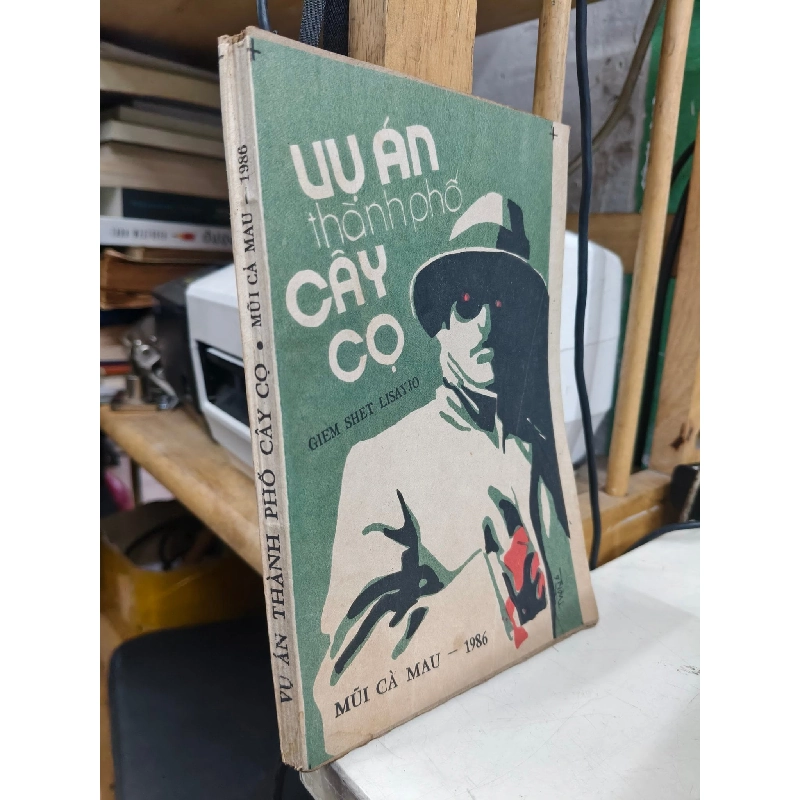 VỤ ÁN
thành phố
CÂY
CỌ
GIEM SHET LISAYJO
MŨI CÀ MAU – 1986
VỤ ÁN THÀNH PHỐ CÂY CỌ • MŨI CÀ MAU – 1986